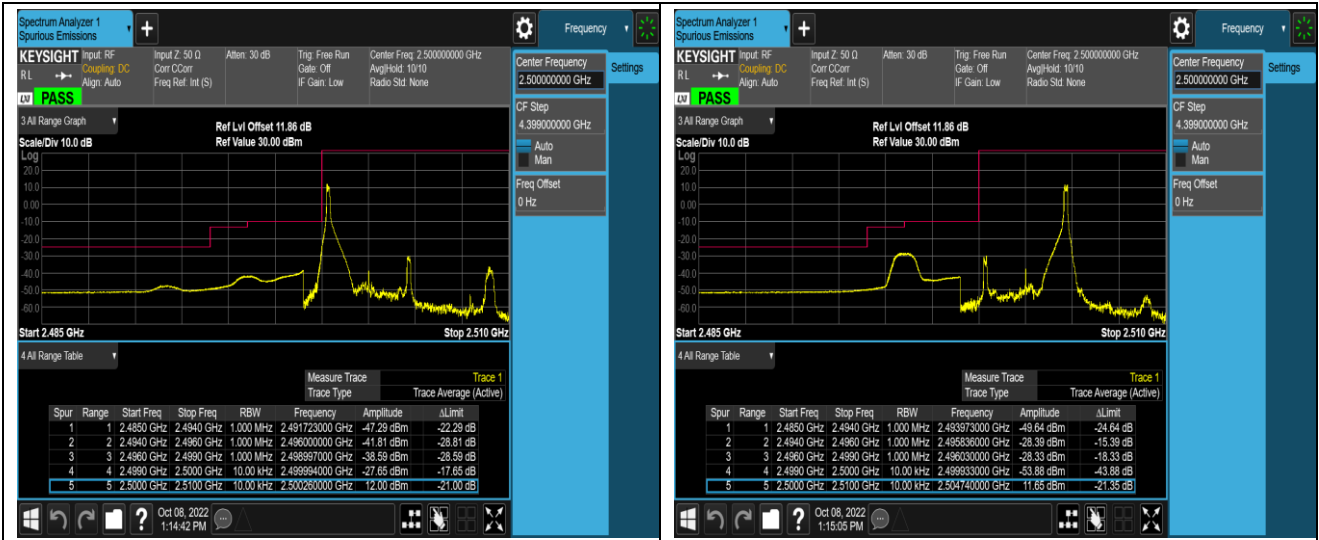 Spectrum Analyzer 1
Spurious Emissions
Frequency
KEYSIGHT Input: RF Input Z: 50 Ω Atten: 30 dB Trig: Free Run Center Freq: 2.500000000 GHz
RL Coupling: DC Corr CCorr Gate: Off Avg|Hold: 10/10
Align: Auto Freq Ref: Int (S) IF Gain: Low Radio Std: None
LXI PASS
Center Frequency
2.500000000 GHz
Settings
CF Step
4.399000000 GHz
Auto
Man
Freq Offset
0 Hz
3 All Range Graph
Ref Lvl Offset 11.86 dB
Scale/Div 10.0 dB Ref Value 30.00 dBm
Log
20.0
10.0
0.00
-10.0
-20.0
-30.0
-40.0
-50.0
-60.0
Start 2.485 GHz Stop 2.510 GHz
4 All Range Table
Measure Trace Trace 1
Trace Type Trace Average (Active)
Spur Range Start Freq Stop Freq RBW Frequency Amplitude ΔLimit
1 1 2.4850 GHz 2.4940 GHz 1.000 MHz 2.491723000 GHz -47.29 dBm -22.29 dB
2 2 2.4940 GHz 2.4960 GHz 1.000 MHz 2.496000000 GHz -41.81 dBm -28.81 dB
3 3 2.4960 GHz 2.4990 GHz 1.000 MHz 2.498997000 GHz -38.59 dBm -28.59 dB
4 4 2.4990 GHz 2.5000 GHz 10.00 kHz 2.499994000 GHz -27.65 dBm -17.65 dB
5 5 2.5000 GHz 2.5100 GHz 10.00 kHz 2.500260000 GHz 12.00 dBm -21.00 dB
Oct 08, 2022
1:14:42 PM
Spectrum Analyzer 1
Spurious Emissions
Frequency
KEYSIGHT Input: RF Input Z: 50 Ω Atten: 30 dB Trig: Free Run Center Freq: 2.500000000 GHz
RL Coupling: DC Corr CCorr Gate: Off Avg|Hold: 10/10
Align: Auto Freq Ref: Int (S) IF Gain: Low Radio Std: None
LXI PASS
Center Frequency
2.500000000 GHz
Settings
CF Step
4.399000000 GHz
Auto
Man
Freq Offset
0 Hz
3 All Range Graph
Ref Lvl Offset 11.86 dB
Scale/Div 10.0 dB Ref Value 30.00 dBm
Log
20.0
10.0
0.00
-10.0
-20.0
-30.0
-40.0
-50.0
-60.0
Start 2.485 GHz Stop 2.510 GHz
4 All Range Table
Measure Trace Trace 1
Trace Type Trace Average (Active)
Spur Range Start Freq Stop Freq RBW Frequency Amplitude ΔLimit
1 1 2.4850 GHz 2.4940 GHz 1.000 MHz 2.493973000 GHz -49.64 dBm -24.64 dB
2 2 2.4940 GHz 2.4960 GHz 1.000 MHz 2.495836000 GHz -28.39 dBm -15.39 dB
3 3 2.4960 GHz 2.4990 GHz 1.000 MHz 2.496030000 GHz -28.33 dBm -18.33 dB
4 4 2.4990 GHz 2.5000 GHz 10.00 kHz 2.499933000 GHz -53.88 dBm -43.88 dB
5 5 2.5000 GHz 2.5100 GHz 10.00 kHz 2.504740000 GHz 11.65 dBm -21.35 dB
Oct 08, 2022
1:15:05 PM